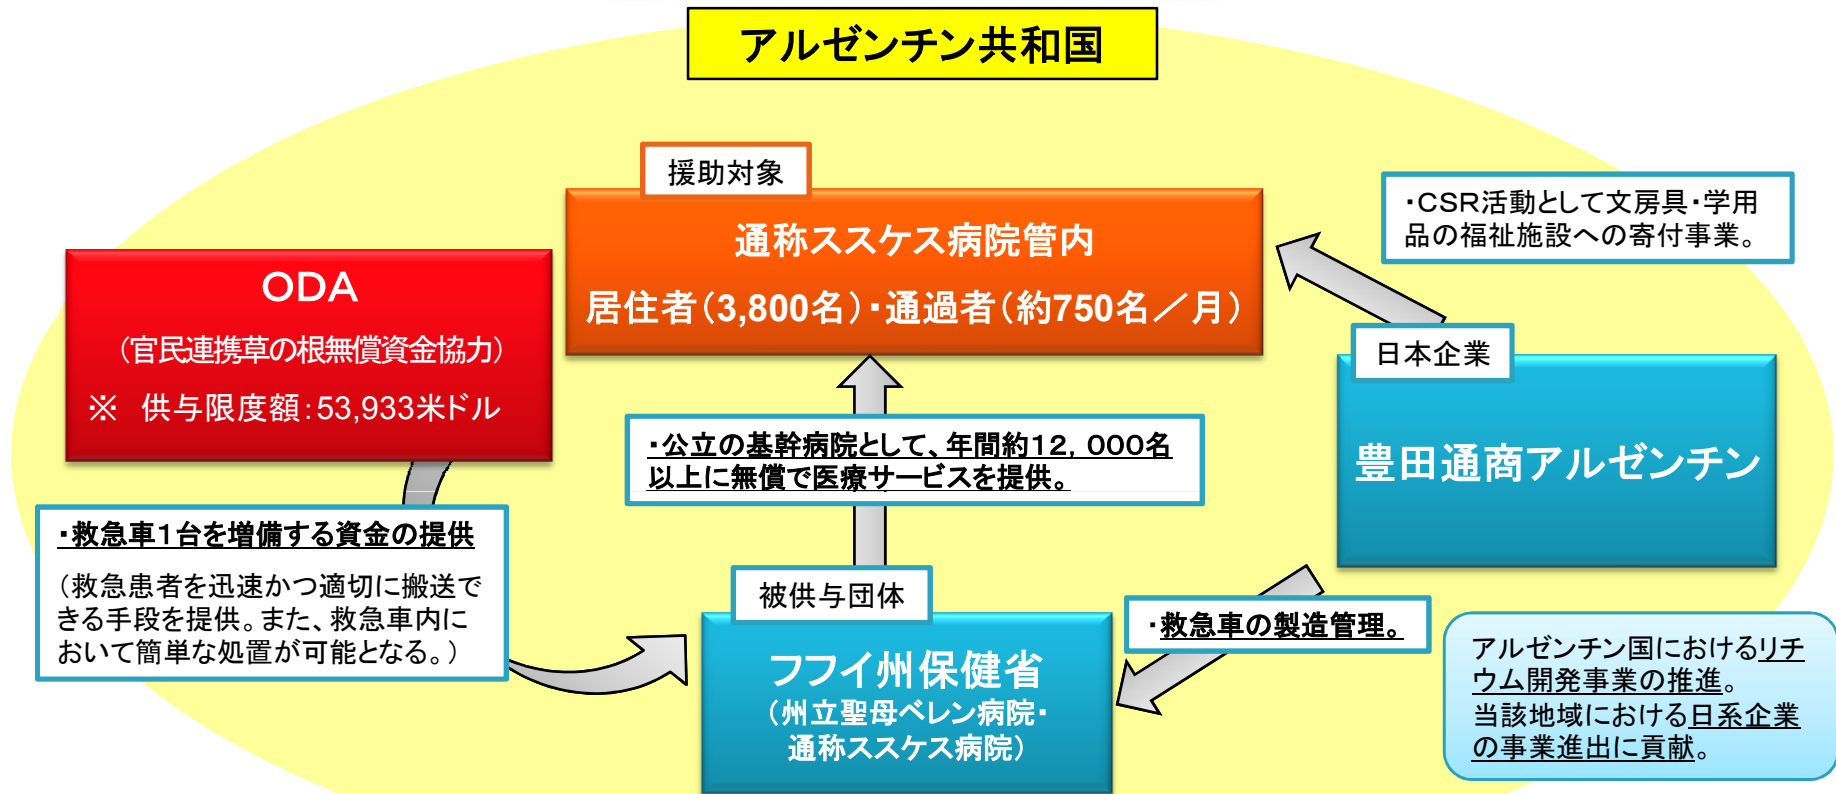 アルゼンチン共和国
援助対象
通称ススケス病院管内
居住者(3,800名)・通過者(約750名/月)
・CSR活動として文房具・学用
品の福祉施設への寄付事業。
ODA
(官民連携草の根無償資金協力)
※ 供与限度額:53,933米ドル
日本企業
豊田通商アルゼンチン
・公立の基幹病院として、年間約12,000名
以上に無償で医療サービスを提供。
・救急車1台を増備する資金の提供
(救急患者を迅速かつ適切に搬送で
きる手段を提供。また、救急車内に
おいて簡単な処置が可能となる。)
被供与団体
フフイ州保健省
(州立聖母ベレン病院・
通称ススケス病院)
・救急車の製造管理。
アルゼンチン国におけるリチ
ウム開発事業の推進。
当該地域における日系企業
の事業進出に貢献。